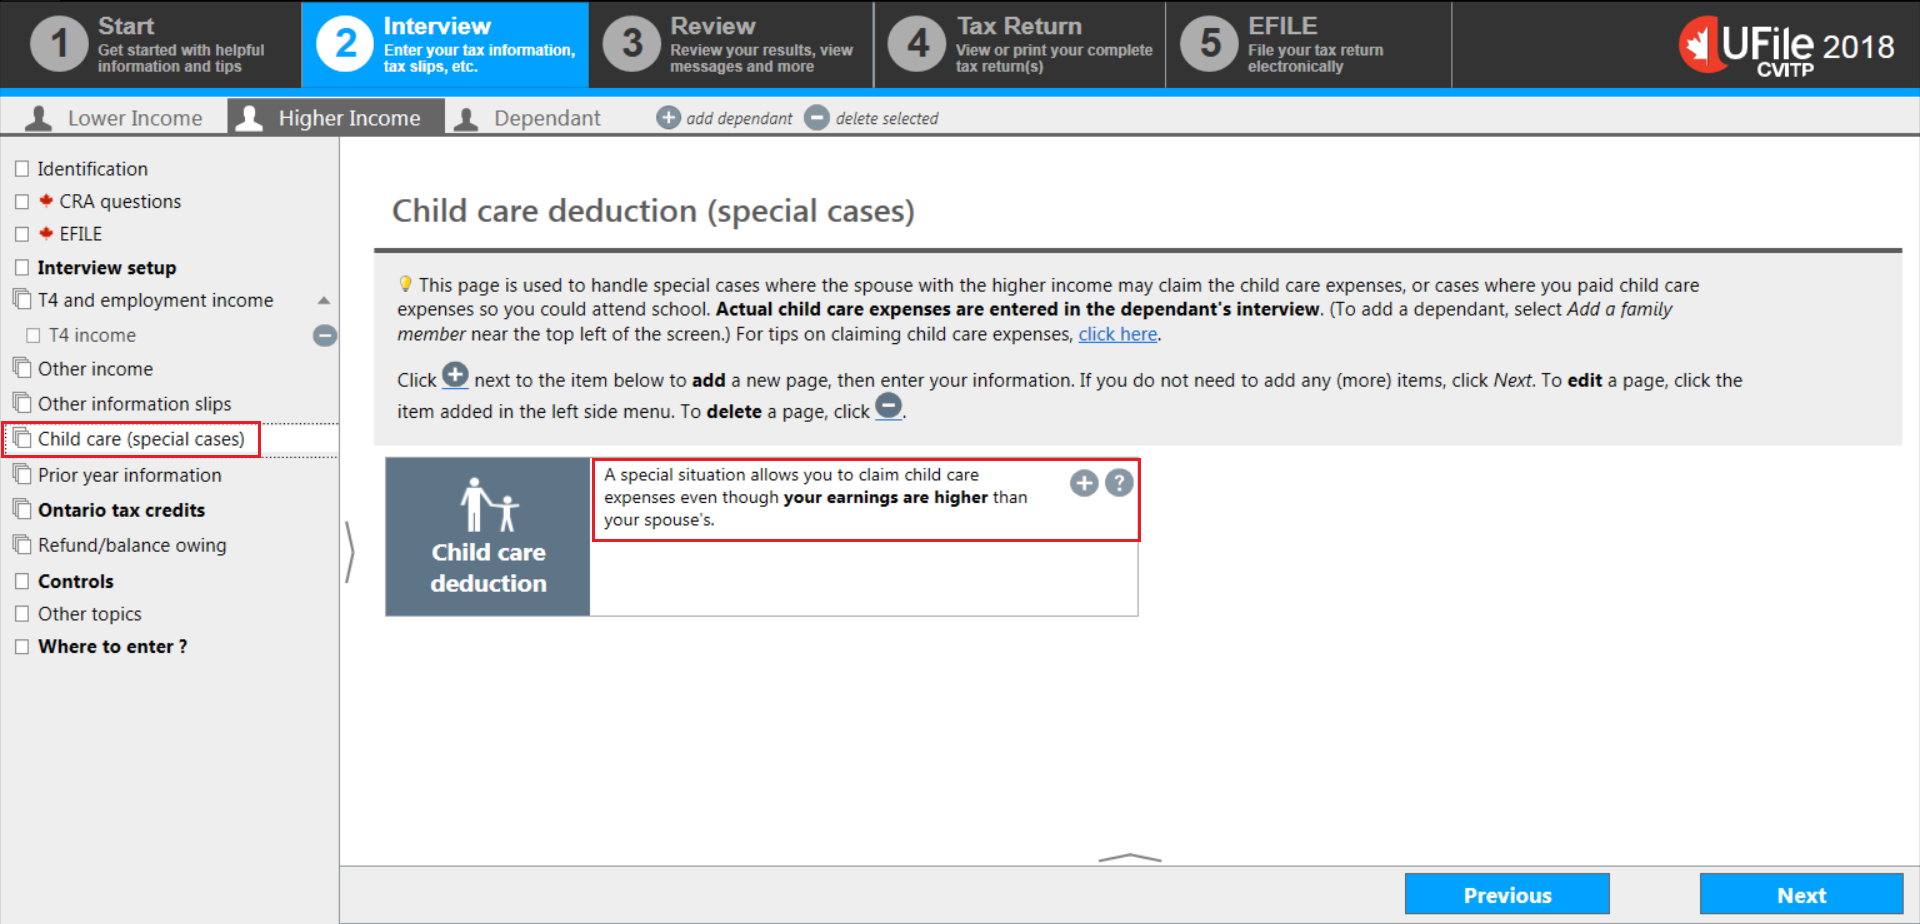 1 Start
Get started with helpful
information and tips
2 Interview
Enter your tax information,
tax slips, etc.
3 Review
Review your results, view
messages and more
4 Tax Return
View or print your complete
tax return(s)
5 EFILE
File your tax return
electronically
UFile 2018
CVITP
Lower Income
Higher Income
Dependant
add dependant
delete selected
Identification
CRA questions
EFILE
Interview setup
T4 and employment income
T4 income
Other income
Other information slips
Child care (special cases)
Prior year information
Ontario tax credits
Refund/balance owing
Controls
Other topics
Where to enter ?
Child care deduction (special cases)
This page is used to handle special cases where the spouse with the higher income may claim the child care expenses, or cases where you paid child care
expenses so you could attend school. Actual child care expenses are entered in the dependant's interview. (To add a dependant, select Add a family
member near the top left of the screen.) For tips on claiming child care expenses, click here.
Click + next to the item below to add a new page, then enter your information. If you do not need to add any (more) items, click Next. To edit a page, click the
item added in the left side menu. To delete a page, click −.
Child care
deduction
A special situation allows you to claim child care
expenses even though your earnings are higher than
your spouse's.
+ ?
Previous
Next